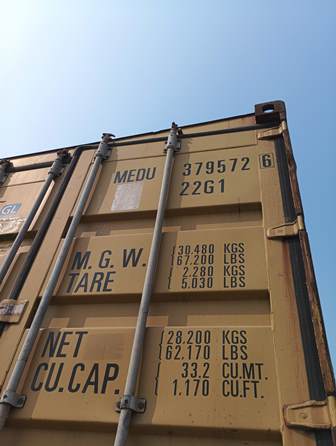 GL
MEDU 379572 6
22G1
M.G.W. 30.480 KGS
67,200 LBS
TARE 2.280 KGS
5.030 LBS
NET 28.200 KGS
62,170 LBS
CU.CAP. 33.2 CU.MT.
1.170 CU.FT.